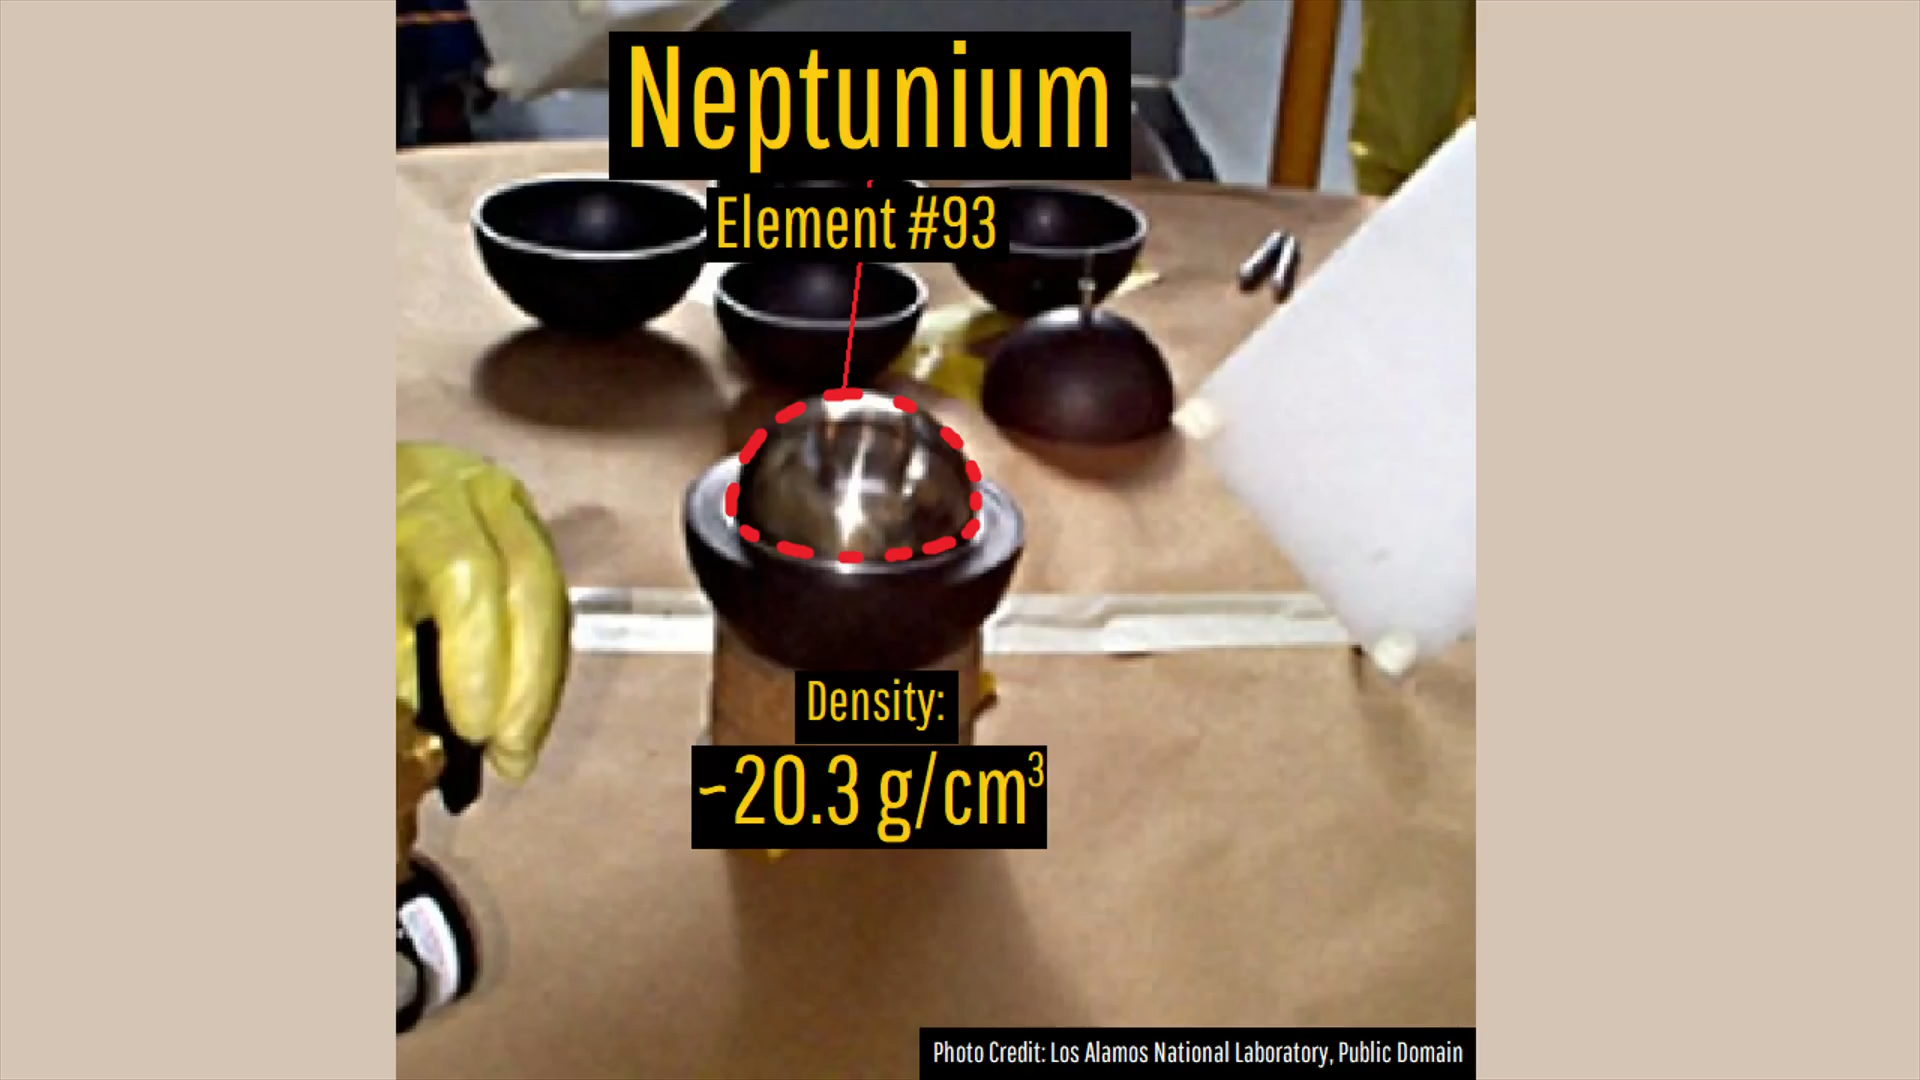 Neptunium
Element #93
Density:
~20.3 g/cm³
Photo Credit: Los Alamos National Laboratory, Public Domain